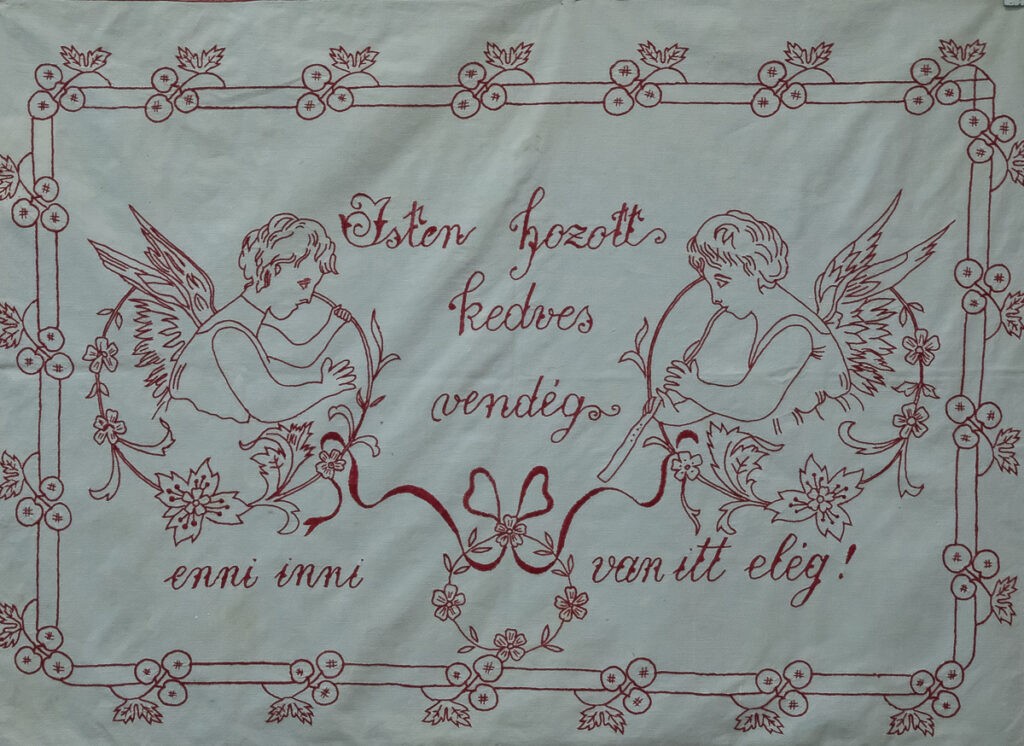 Isten hozott
kedves
vendég
enni inni van itt elég!